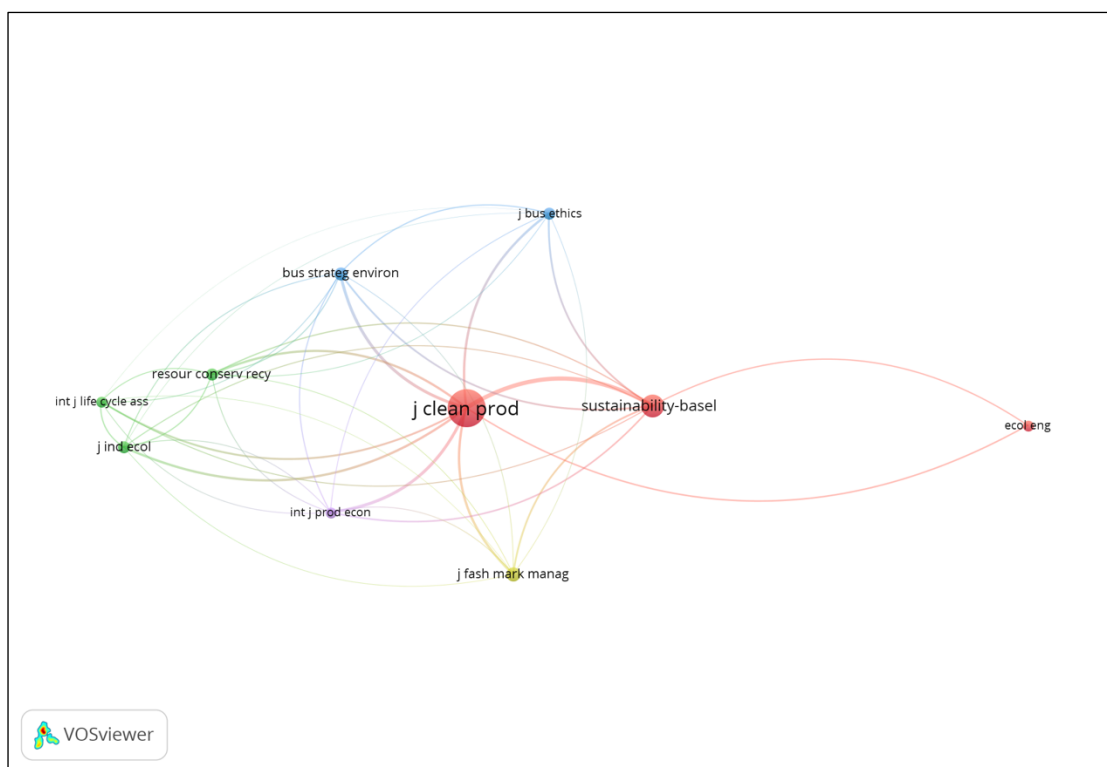 j bus ethics
bus strateg environ
resour conserv recy
int j life cycle ass
j clean prod
sustainability-basel
ecol eng
j ind ecol
int j prod econ
j fash mark manag
VOSviewer